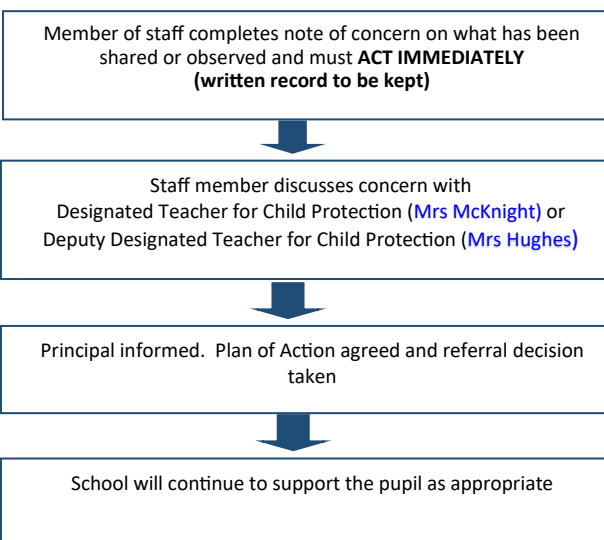 Member of staff completes note of concern on what has been
shared or observed and must ACT IMMEDIATELY
(written record to be kept)
Staff member discusses concern with
Designated Teacher for Child Protection (Mrs McKnight) or
Deputy Designated Teacher for Child Protection (Mrs Hughes)
Principal informed.  Plan of Action agreed and referral decision
taken
School will continue to support the pupil as appropriate